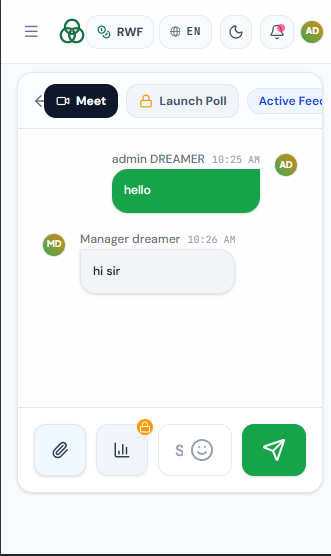 RWF
EN
AD
Meet
Launch Poll
Active Feed
admin DREAMER 10:25 AM
AD
hello
MD
Manager dreamer 10:26 AM
hi sir
S